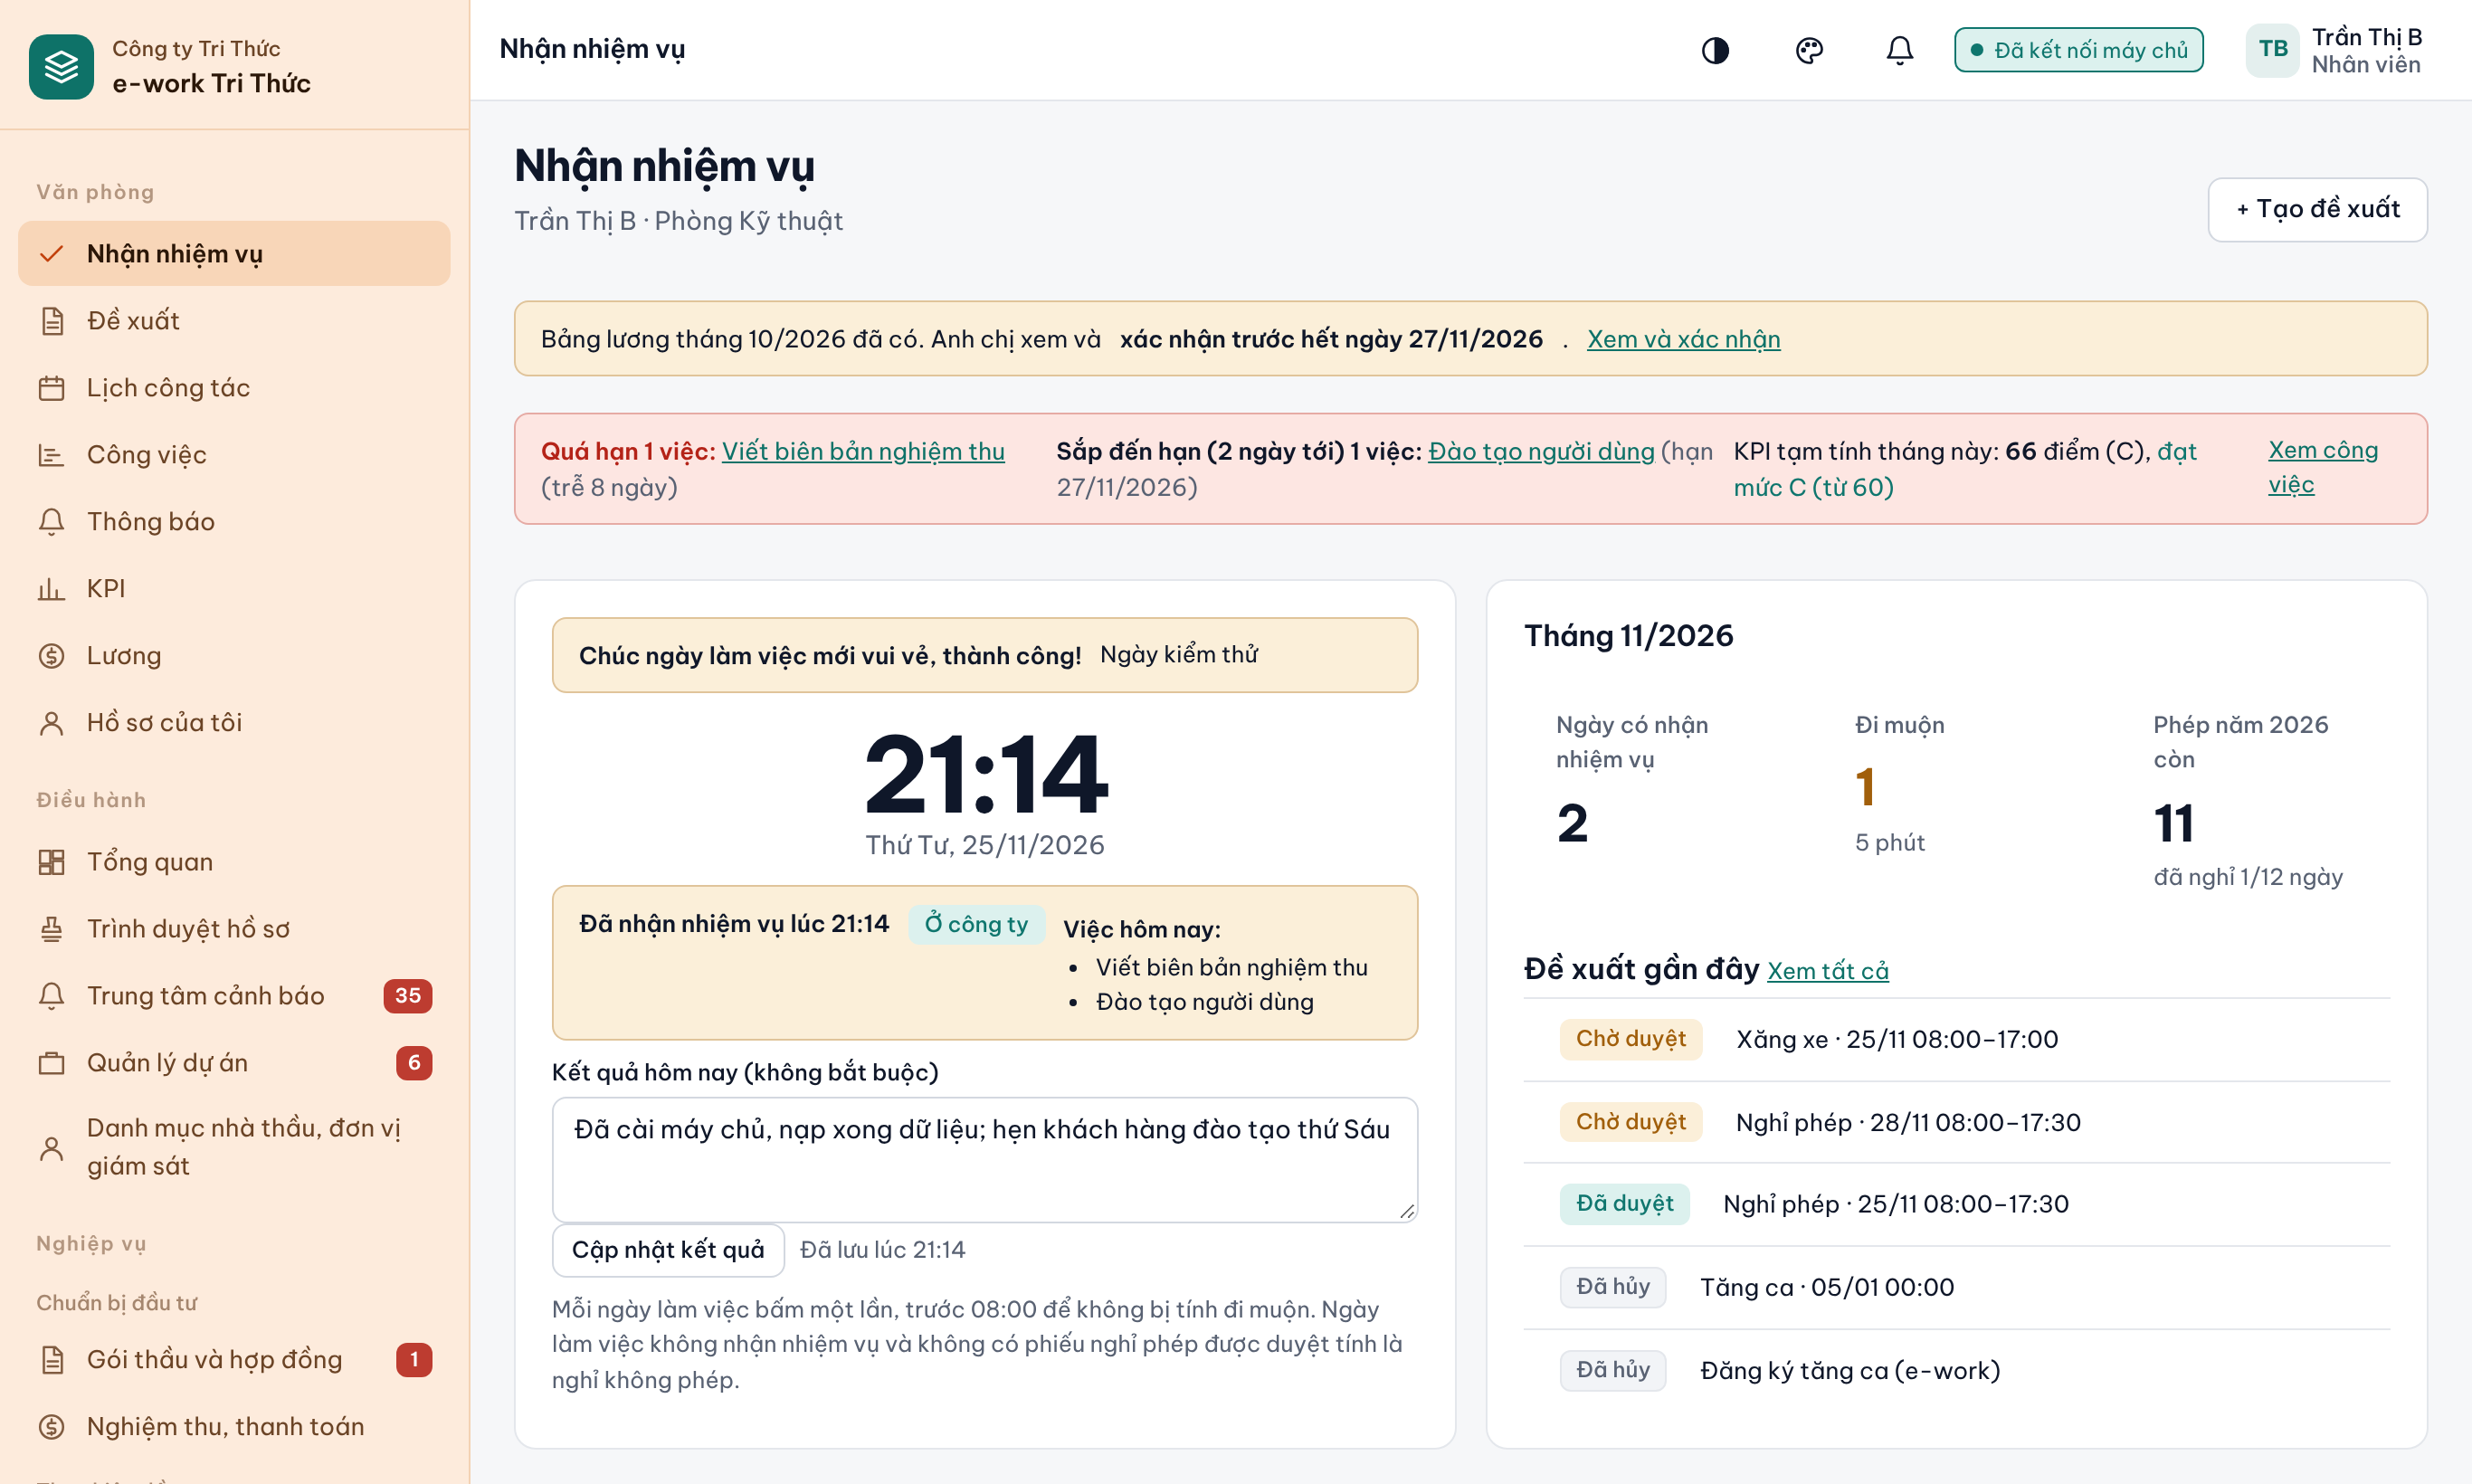 Công ty Tri Thức
e-work Tri Thức
Văn phòng
Nhận nhiệm vụ
Đề xuất
Lịch công tác
Công việc
Thông báo
KPI
Lương
Hồ sơ của tôi
Điều hành
Tổng quan
Trình duyệt hồ sơ
Trung tâm cảnh báo 35
Quản lý dự án 6
Danh mục nhà thầu, đơn vị
giám sát
Nghiệp vụ
Chuẩn bị đầu tư
Gói thầu và hợp đồng 1
Nghiệm thu, thanh toán
Nhận nhiệm vụ
Đã kết nối máy chủ
TB
Trần Thị B
Nhân viên
Nhận nhiệm vụ
Trần Thị B · Phòng Kỹ thuật
+ Tạo đề xuất
Bảng lương tháng 10/2026 đã có. Anh chị xem và xác nhận trước hết ngày 27/11/2026 . Xem và xác nhận
Quá hạn 1 việc: Viết biên bản nghiệm thu
(trễ 8 ngày)
Sắp đến hạn (2 ngày tới) 1 việc: Đào tạo người dùng (hạn
27/11/2026)
KPI tạm tính tháng này: 66 điểm (C), đạt
mức C (từ 60)
Xem công
việc
Chúc ngày làm việc mới vui vẻ, thành công! Ngày kiểm thử
21:14
Thứ Tư, 25/11/2026
Đã nhận nhiệm vụ lúc 21:14 Ở công ty
Việc hôm nay:
• Viết biên bản nghiệm thu
• Đào tạo người dùng
Kết quả hôm nay (không bắt buộc)
Đã cài máy chủ, nạp xong dữ liệu; hẹn khách hàng đào tạo thứ Sáu
Cập nhật kết quả Đã lưu lúc 21:14
Mỗi ngày làm việc bấm một lần, trước 08:00 để không bị tính đi muộn. Ngày
làm việc không nhận nhiệm vụ và không có phiếu nghỉ phép được duyệt tính là
nghỉ không phép.
Tháng 11/2026
Ngày có nhận
nhiệm vụ
2
Đi muộn
1
5 phút
Phép năm 2026
còn
11
đã nghỉ 1/12 ngày
Đề xuất gần đây Xem tất cả
Chờ duyệt Xăng xe · 25/11 08:00–17:00
Chờ duyệt Nghỉ phép · 28/11 08:00–17:30
Đã duyệt Nghỉ phép · 25/11 08:00–17:30
Đã hủy Tăng ca · 05/01 00:00
Đã hủy Đăng ký tăng ca (e-work)